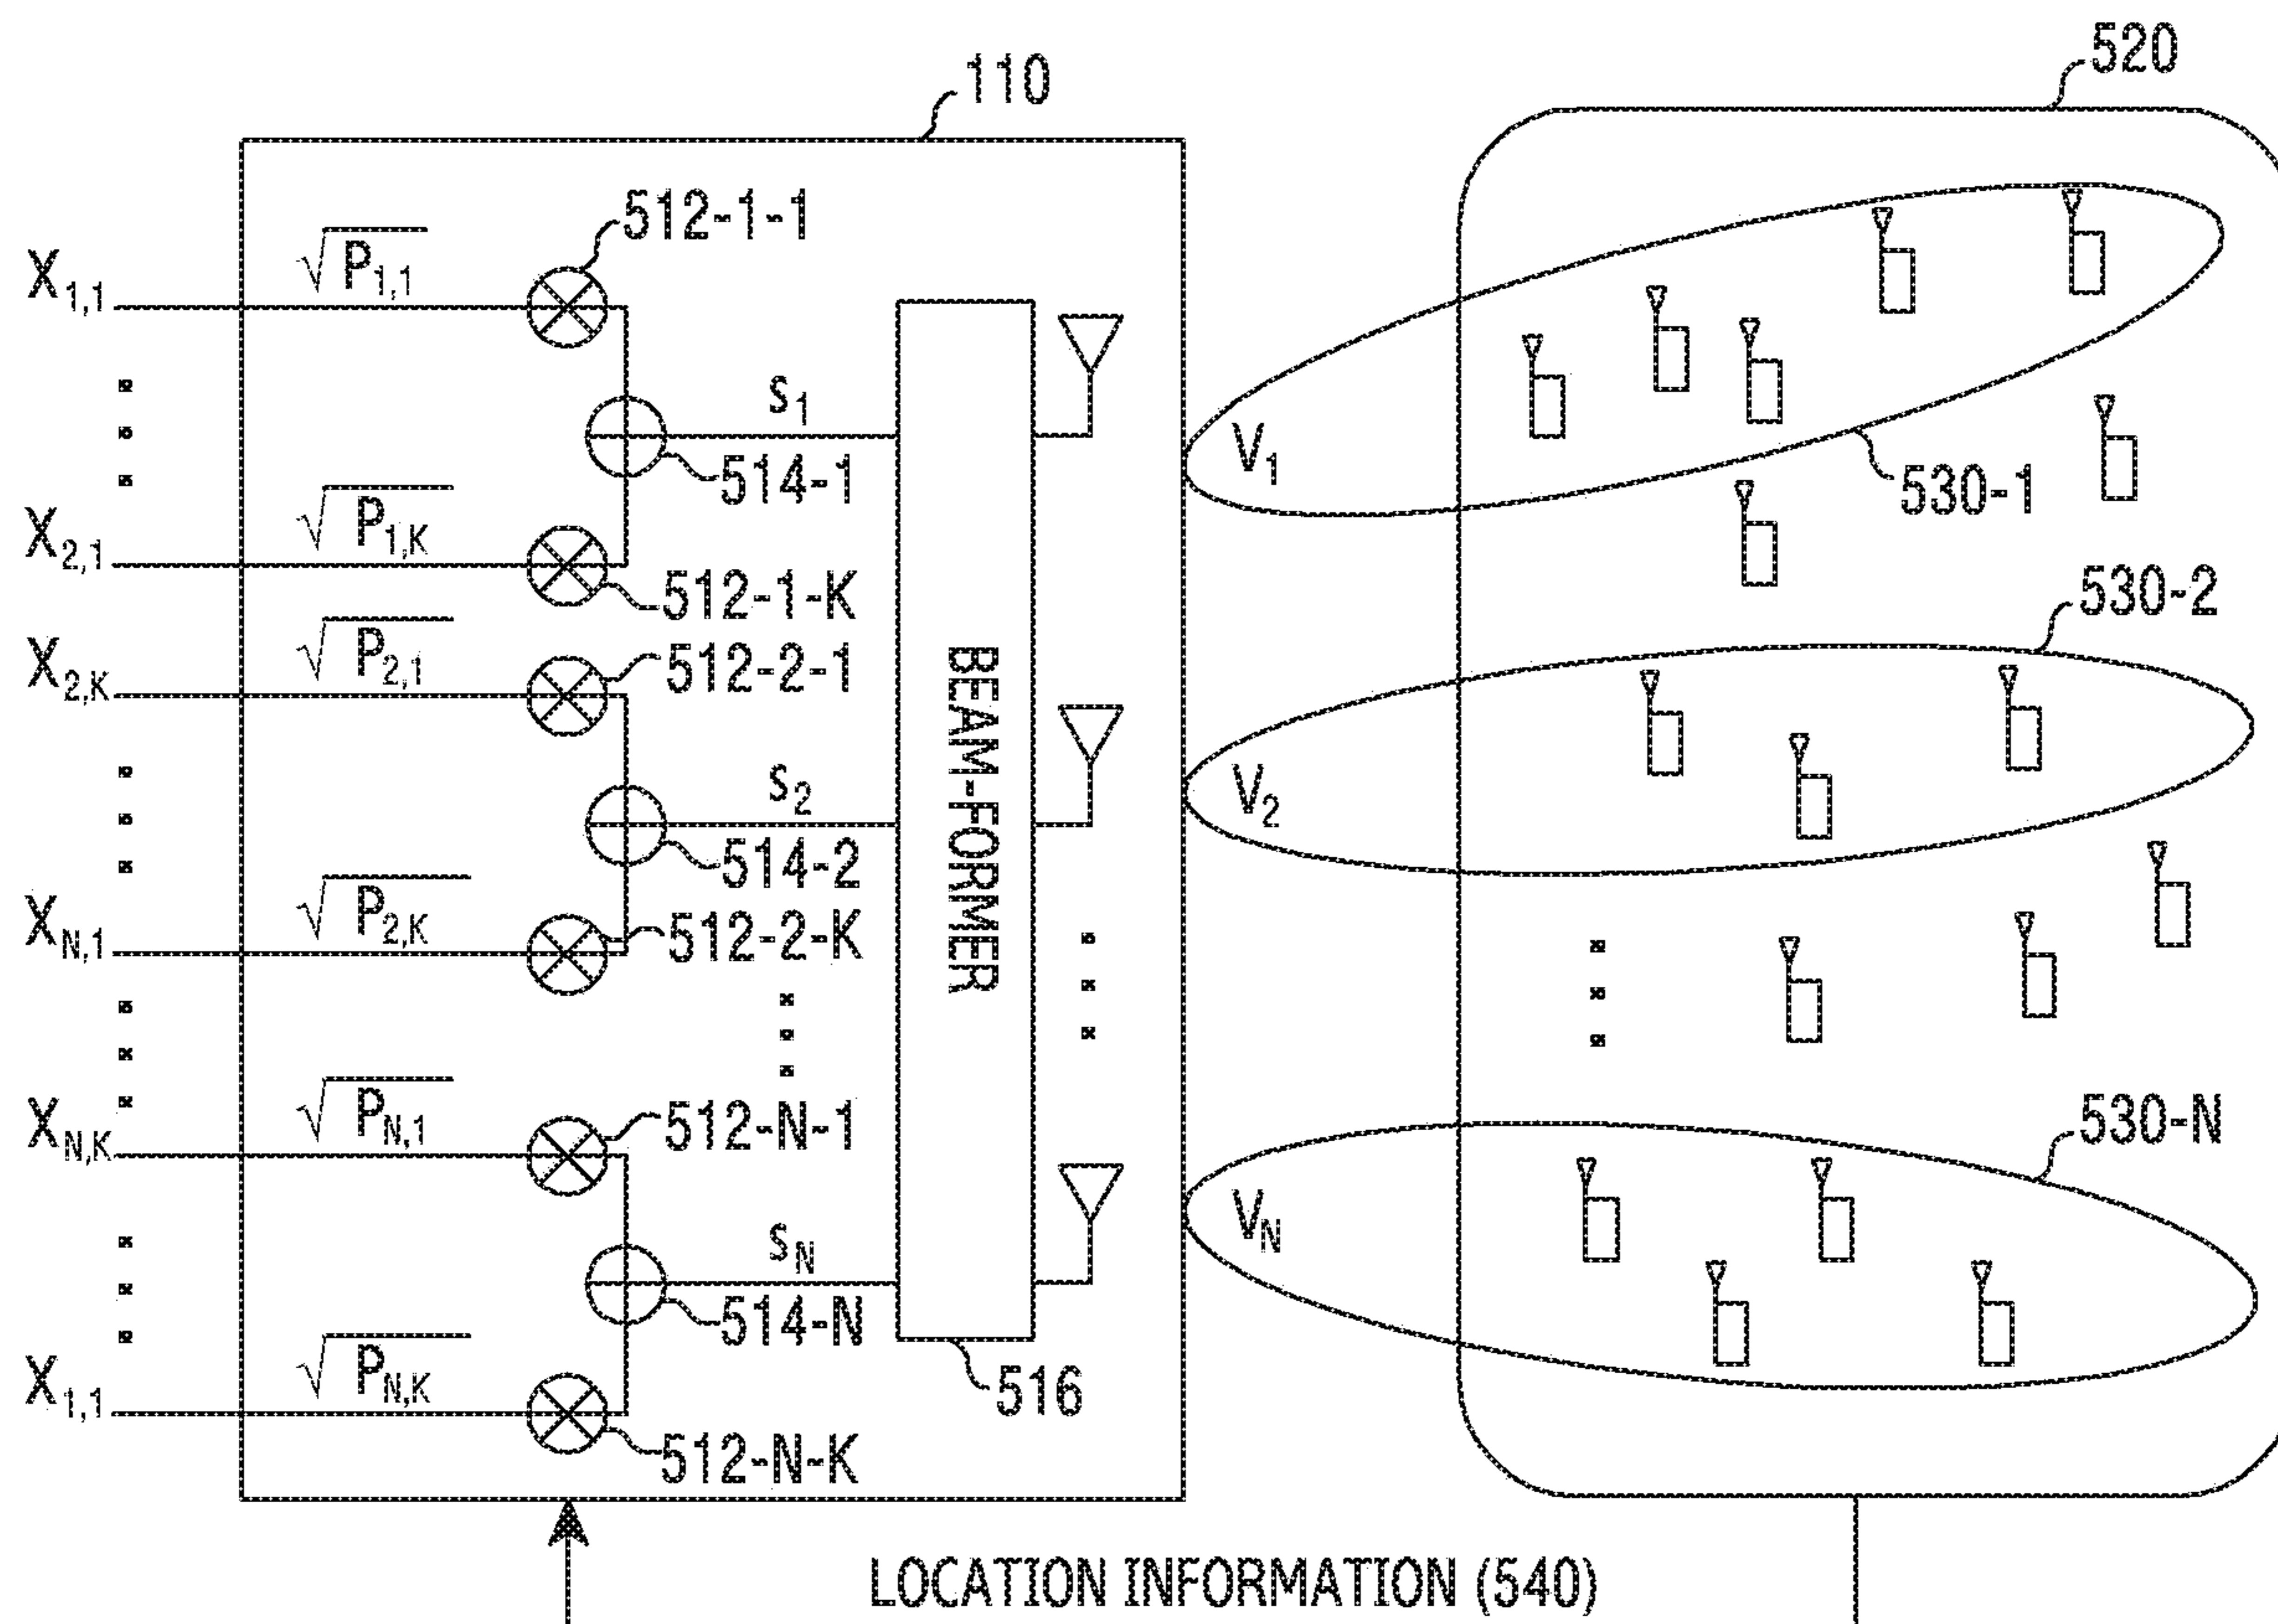 520
110
512-1-1
X1,1
√P1,1
s1
514-1
V1
530-1
X2,1
√P1,K
512-1-K
530-2
X2,K
√P2,1
512-2-1
BEAM-FORMER
s2
514-2
V2
XN,1
√P2,K
512-2-K
XN,K
√PN,1
512-N-1
530-N
sN
514-N
VN
516
X1,1
√PN,K
512-N-K
LOCATION INFORMATION (540)